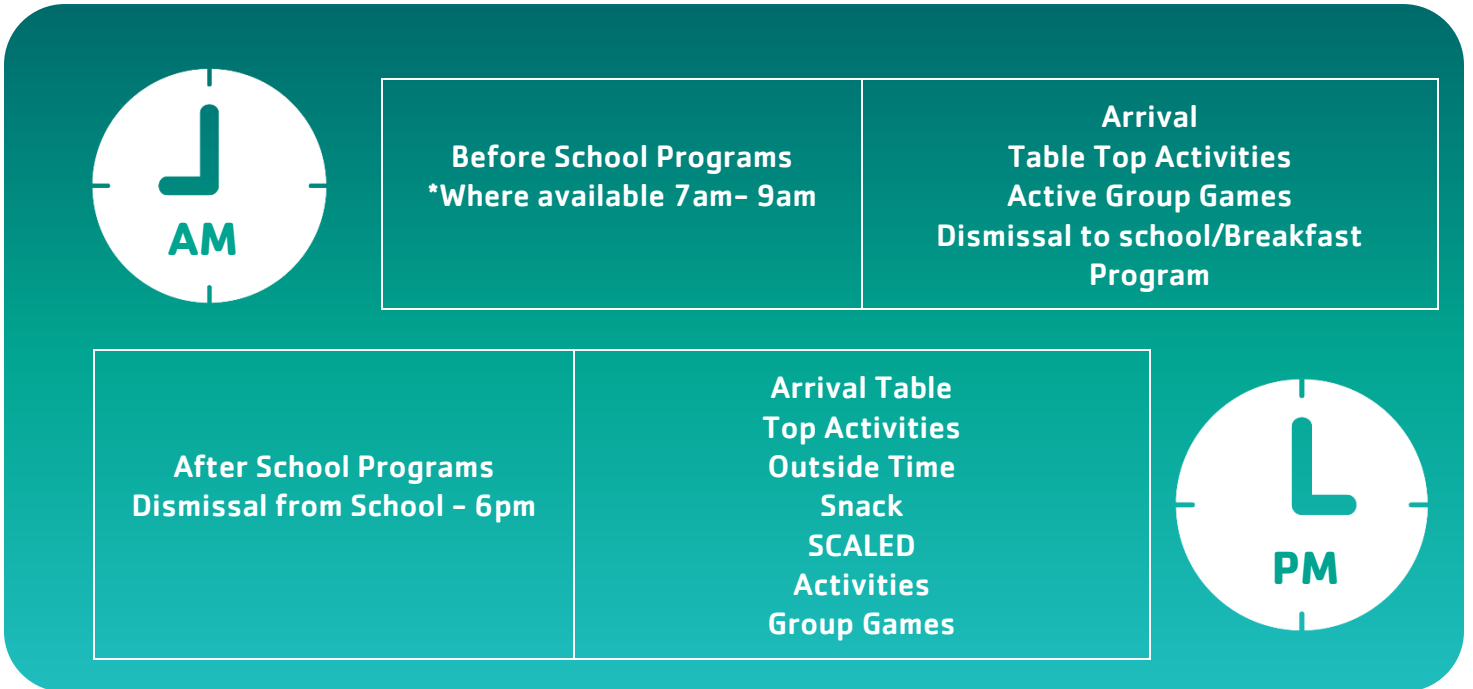 AM
Before School Programs
*Where available 7am- 9am
Arrival
Table Top Activities
Active Group Games
Dismissal to school/Breakfast
Program
After School Programs
Dismissal from School - 6pm
Arrival Table
Top Activities
Outside Time
Snack
SCALED
Activities
Group Games
PM